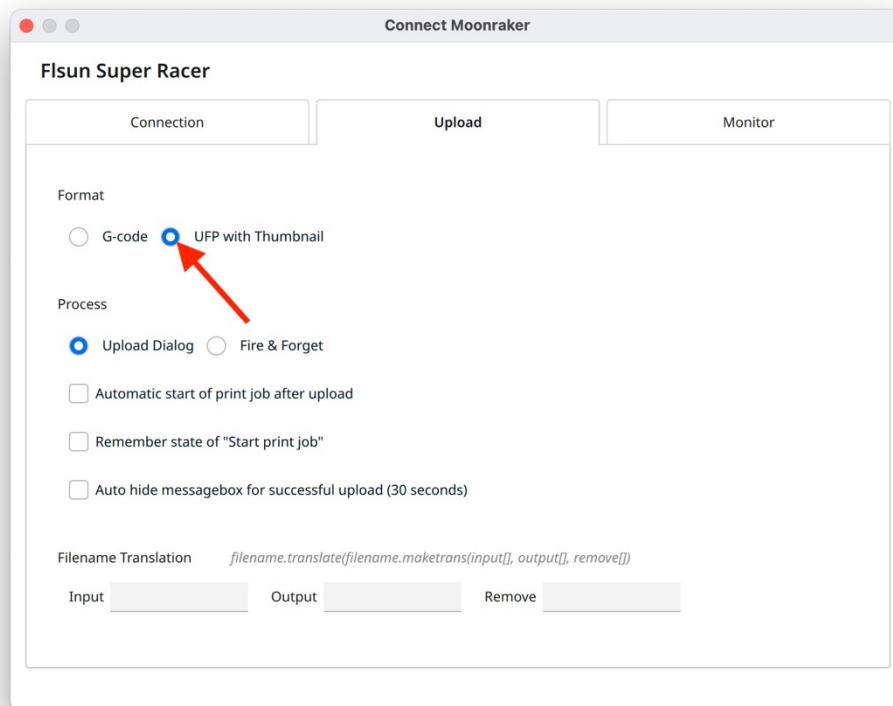 Connect Moonraker
Flsun Super Racer
Connection Upload Monitor
Format
G-code UFP with Thumbnail
Process
Upload Dialog Fire & Forget
Automatic start of print job after upload
Remember state of "Start print job"
Auto hide messagebox for successful upload (30 seconds)
Filename Translation filename.translate(filename.maketrans(input[], output[], remove[])
Input Output Remove